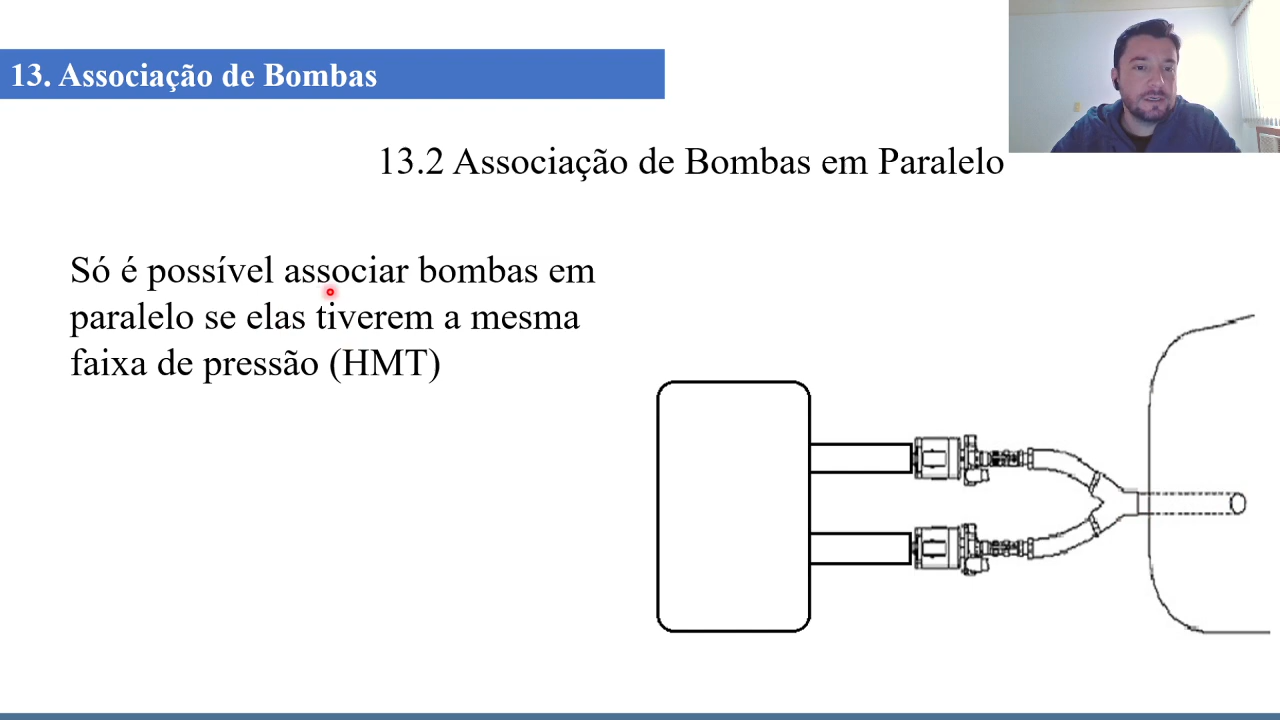 13. Associação de Bombas
13.2 Associação de Bombas em Paralelo
Só é possível associar bombas em
paralelo se elas tiverem a mesma
faixa de pressão (HMT)